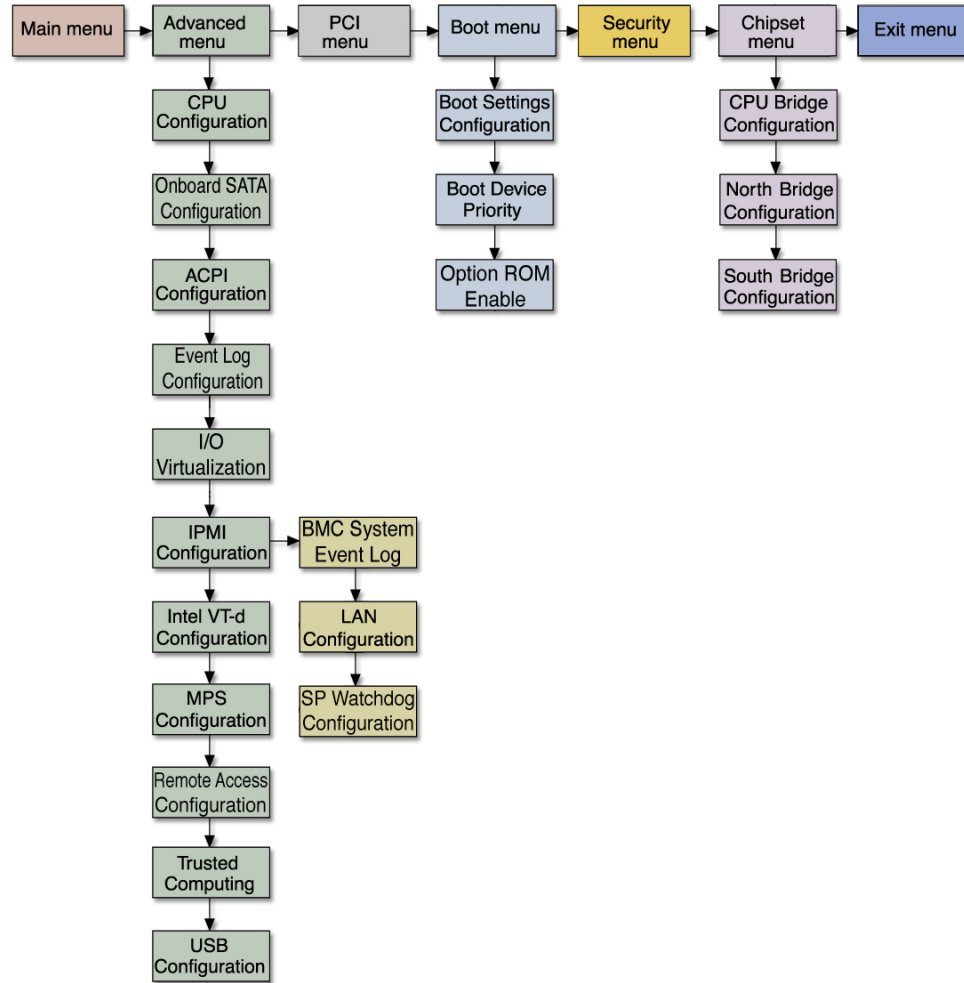 Main menu
Advanced
menu
PCI
menu
Boot menu
Security
menu
Chipset
menu
Exit menu
CPU
Configuration
Onboard SATA
Configuration
ACPI
Configuration
Event Log
Configuration
I/O
Virtualization
IPMI
Configuration
BMC System
Event Log
LAN
Configuration
SP Watchdog
Configuration
Intel VT-d
Configuration
MPS
Configuration
Remote Access
Configuration
Trusted
Computing
USB
Configuration
Boot Settings
Configuration
Boot Device
Priority
Option ROM
Enable
CPU Bridge
Configuration
North Bridge
Configuration
South Bridge
Configuration